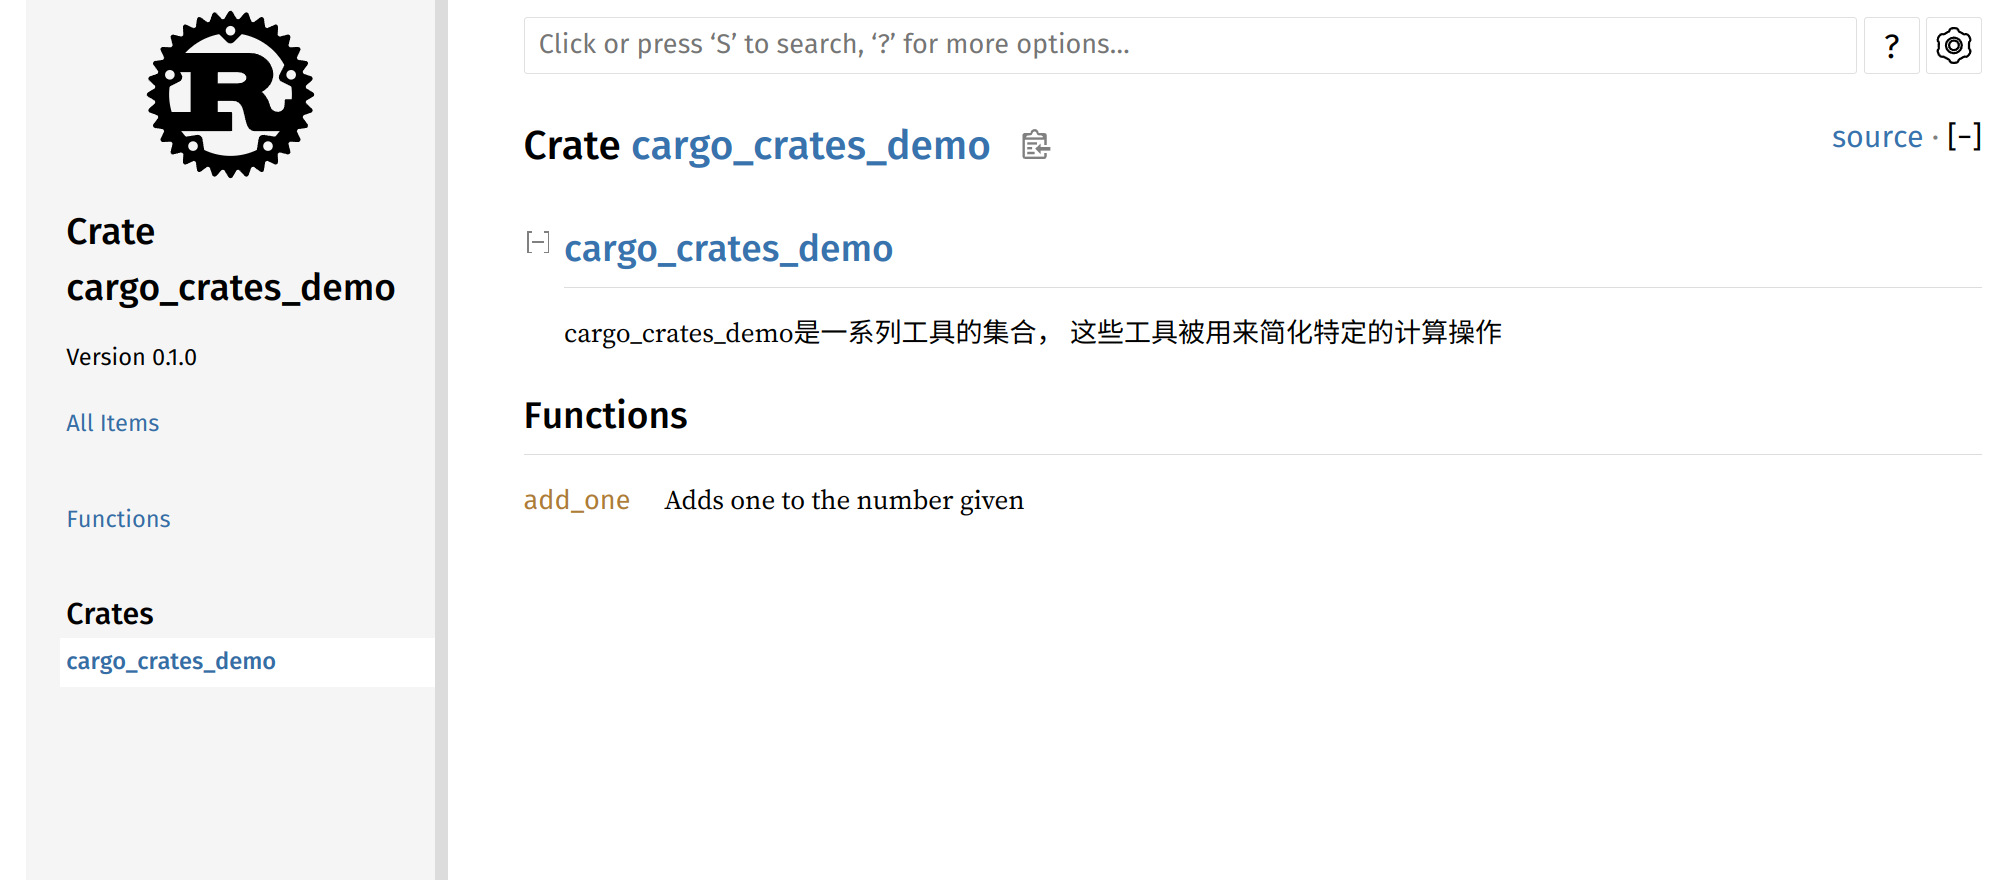 R
Crate
cargo_crates_demo
Version 0.1.0
All Items
Functions
Crates
cargo_crates_demo
Click or press ‘S’ to search, ‘?’ for more options…
?
Crate cargo_crates_demo
source · [−]
[−] cargo_crates_demo
cargo_crates_demo是一系列工具的集合， 这些工具被用来简化特定的计算操作
Functions
add_one Adds one to the number given